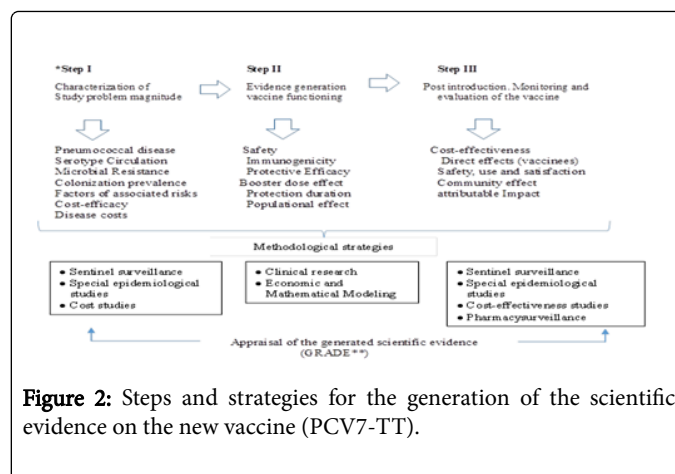 *Step I
Characterization of
Study problem magnitude
Step II
Evidence generation
vaccine functioning
Step III
Post introduction. Monitoring and
evaluation of the vaccine
Pneumococcal disease
Serotype Circulation
Microbial Resistance
Colonization prevalence
Factors of associated risks
Cost-efficacy
Disease costs
Safety
Immunogenicity
Protective Efficacy
Booster dose effect
Protection duration
Populational effect
Cost-effectiveness
Direct effects (vaccinees)
Safety, use and satisfaction
Community effect
attributable Impact
Methodological strategies
• Sentinel surveillance
• Special epidemiological
studies
• Cost studies
• Clinical research
• Economic and
Mathematical Modeling
• Sentinel surveillance
• Special epidemiological
studies
• Cost-effectiveness studies
• Pharmacysurveillance
Appraisal of the generated scientific evidence
(GRADE**)
Figure 2: Steps and strategies for the generation of the scientific
evidence on the new vaccine (PCV7-TT).